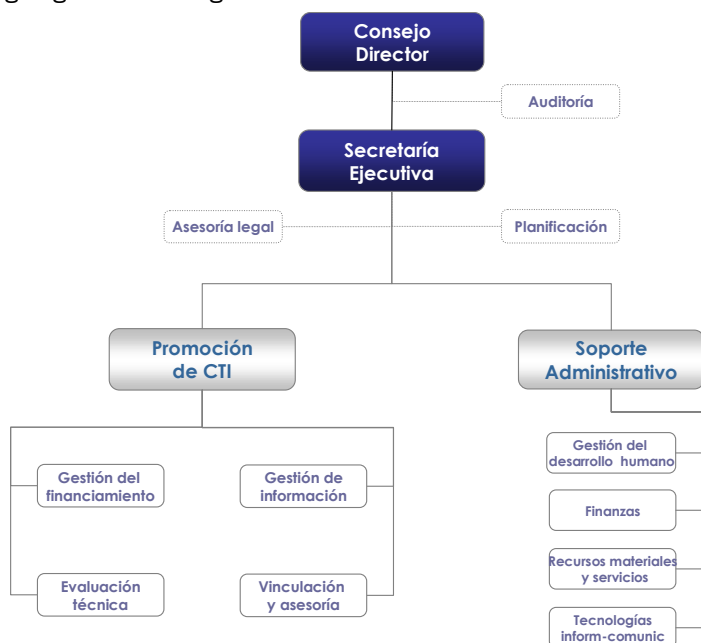 Consejo
Director
Auditoría
Secretaría
Ejecutiva
Asesoría legal
Planificación
Promoción
de CTI
Soporte
Administrativo
Gestión del
financiamiento
Gestión de
información
Gestión del
desarrollo humano
Finanzas
Evaluación
técnica
Vinculación
y asesoría
Recursos materiales
y servicios
Tecnologías
inform-comunic